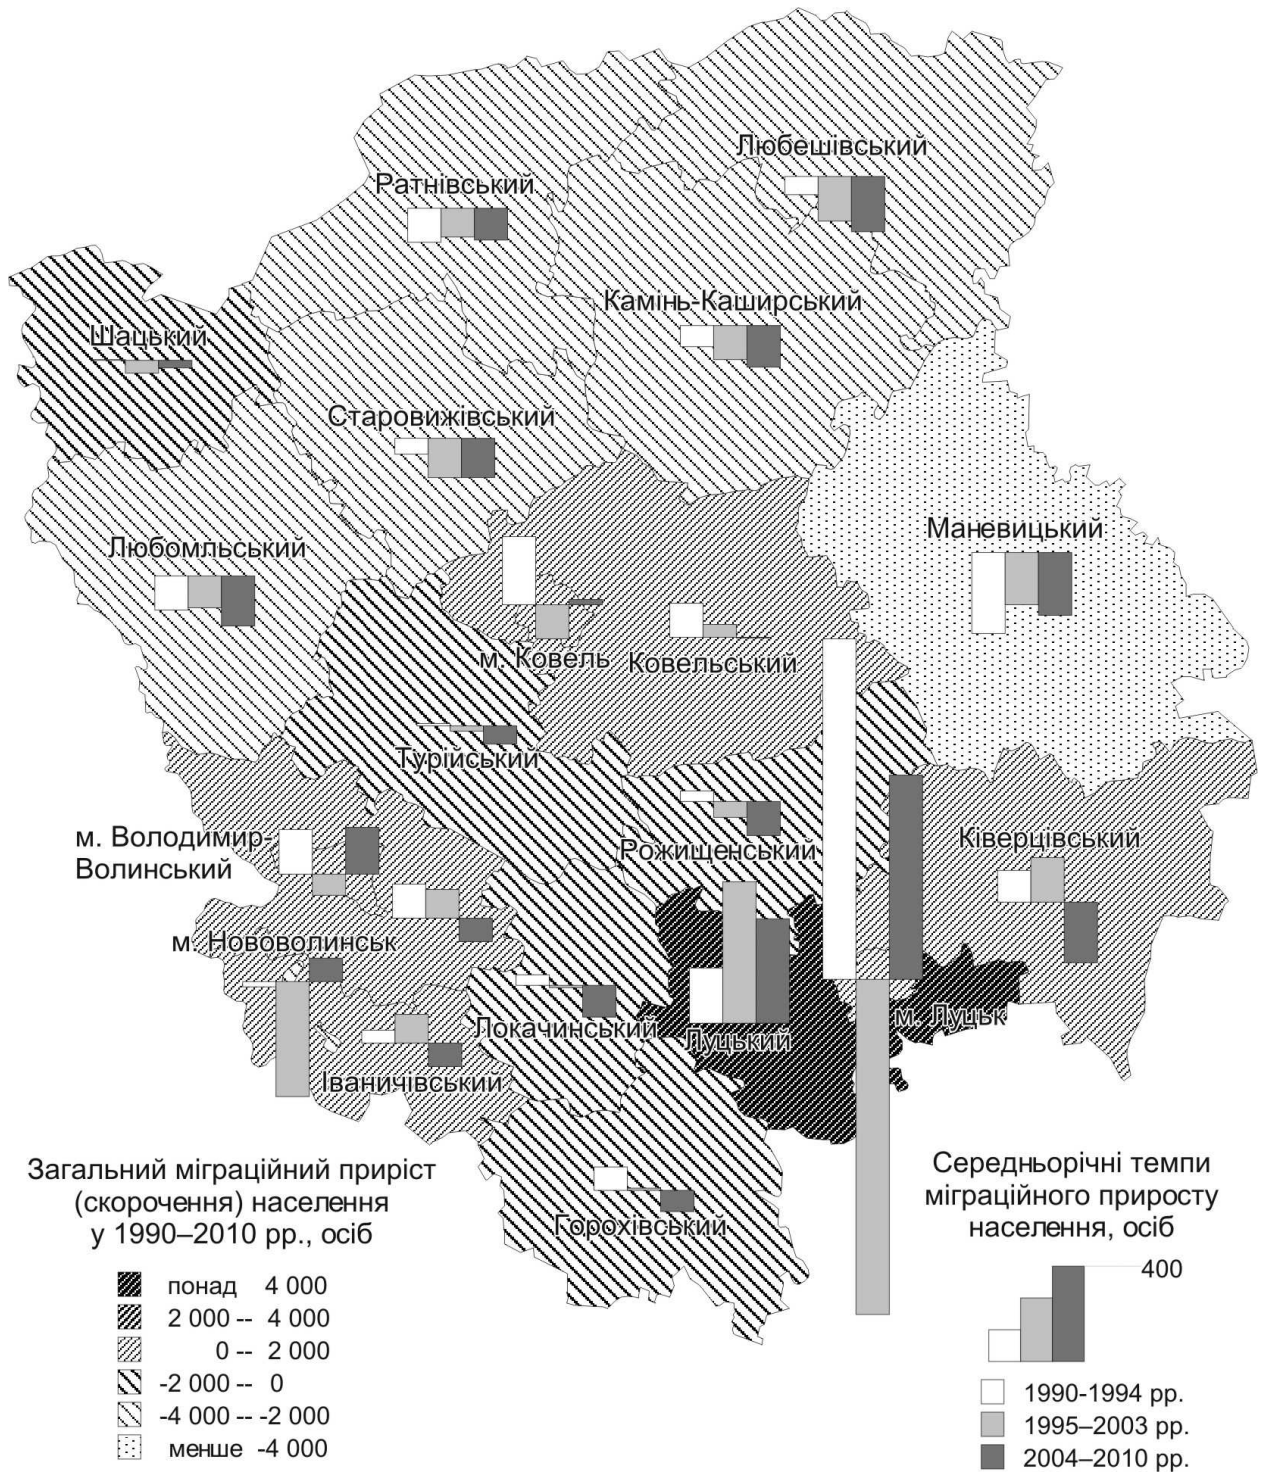 Любешівський
Ратнівський
Камінь-Каширський
Шацький
Старовижівський
Маневицький
Любомльський
м. Ковель
Ковельський
Турійський
м. Володимир-
Волинський
Рожищенський
Ківерцівський
м. Нововолинськ
Локачинський
Луцький
м. Луцьк
Іваничівський
Горохівський
Загальний міграційний приріст
(скорочення) населення
у 1990–2010 рр., осіб
понад 4 000
2 000 -- 4 000
0 -- 2 000
-2 000 -- 0
-4 000 -- -2 000
менше -4 000
Середньорічні темпи
міграційного приросту
населення, осіб
400
1990-1994 рр.
1995–2003 рр.
2004–2010 рр.